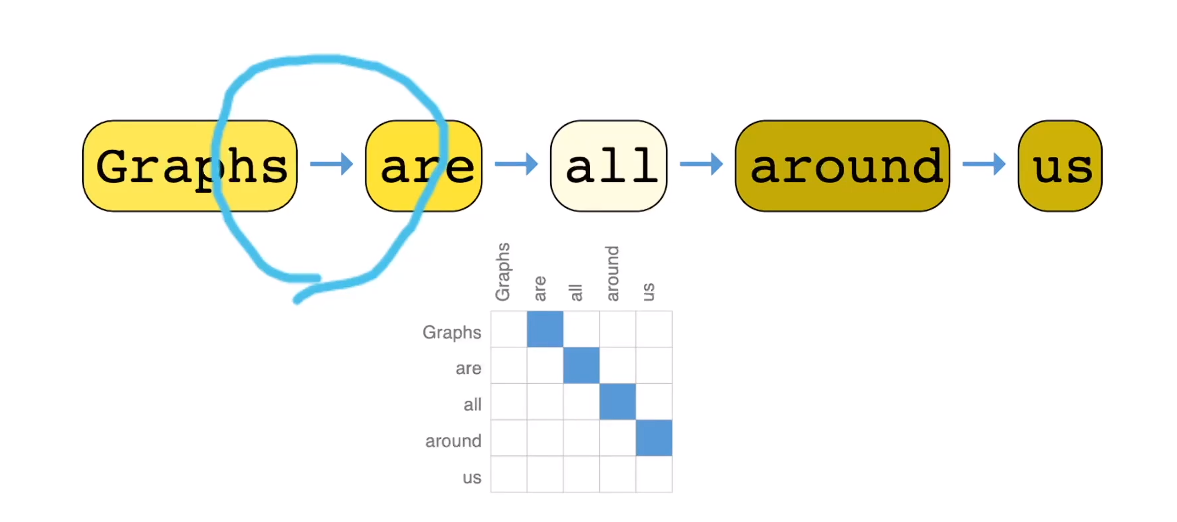 Graphs → are → all → around → us
Graphs are all around us
Graphs
are
all
around
us